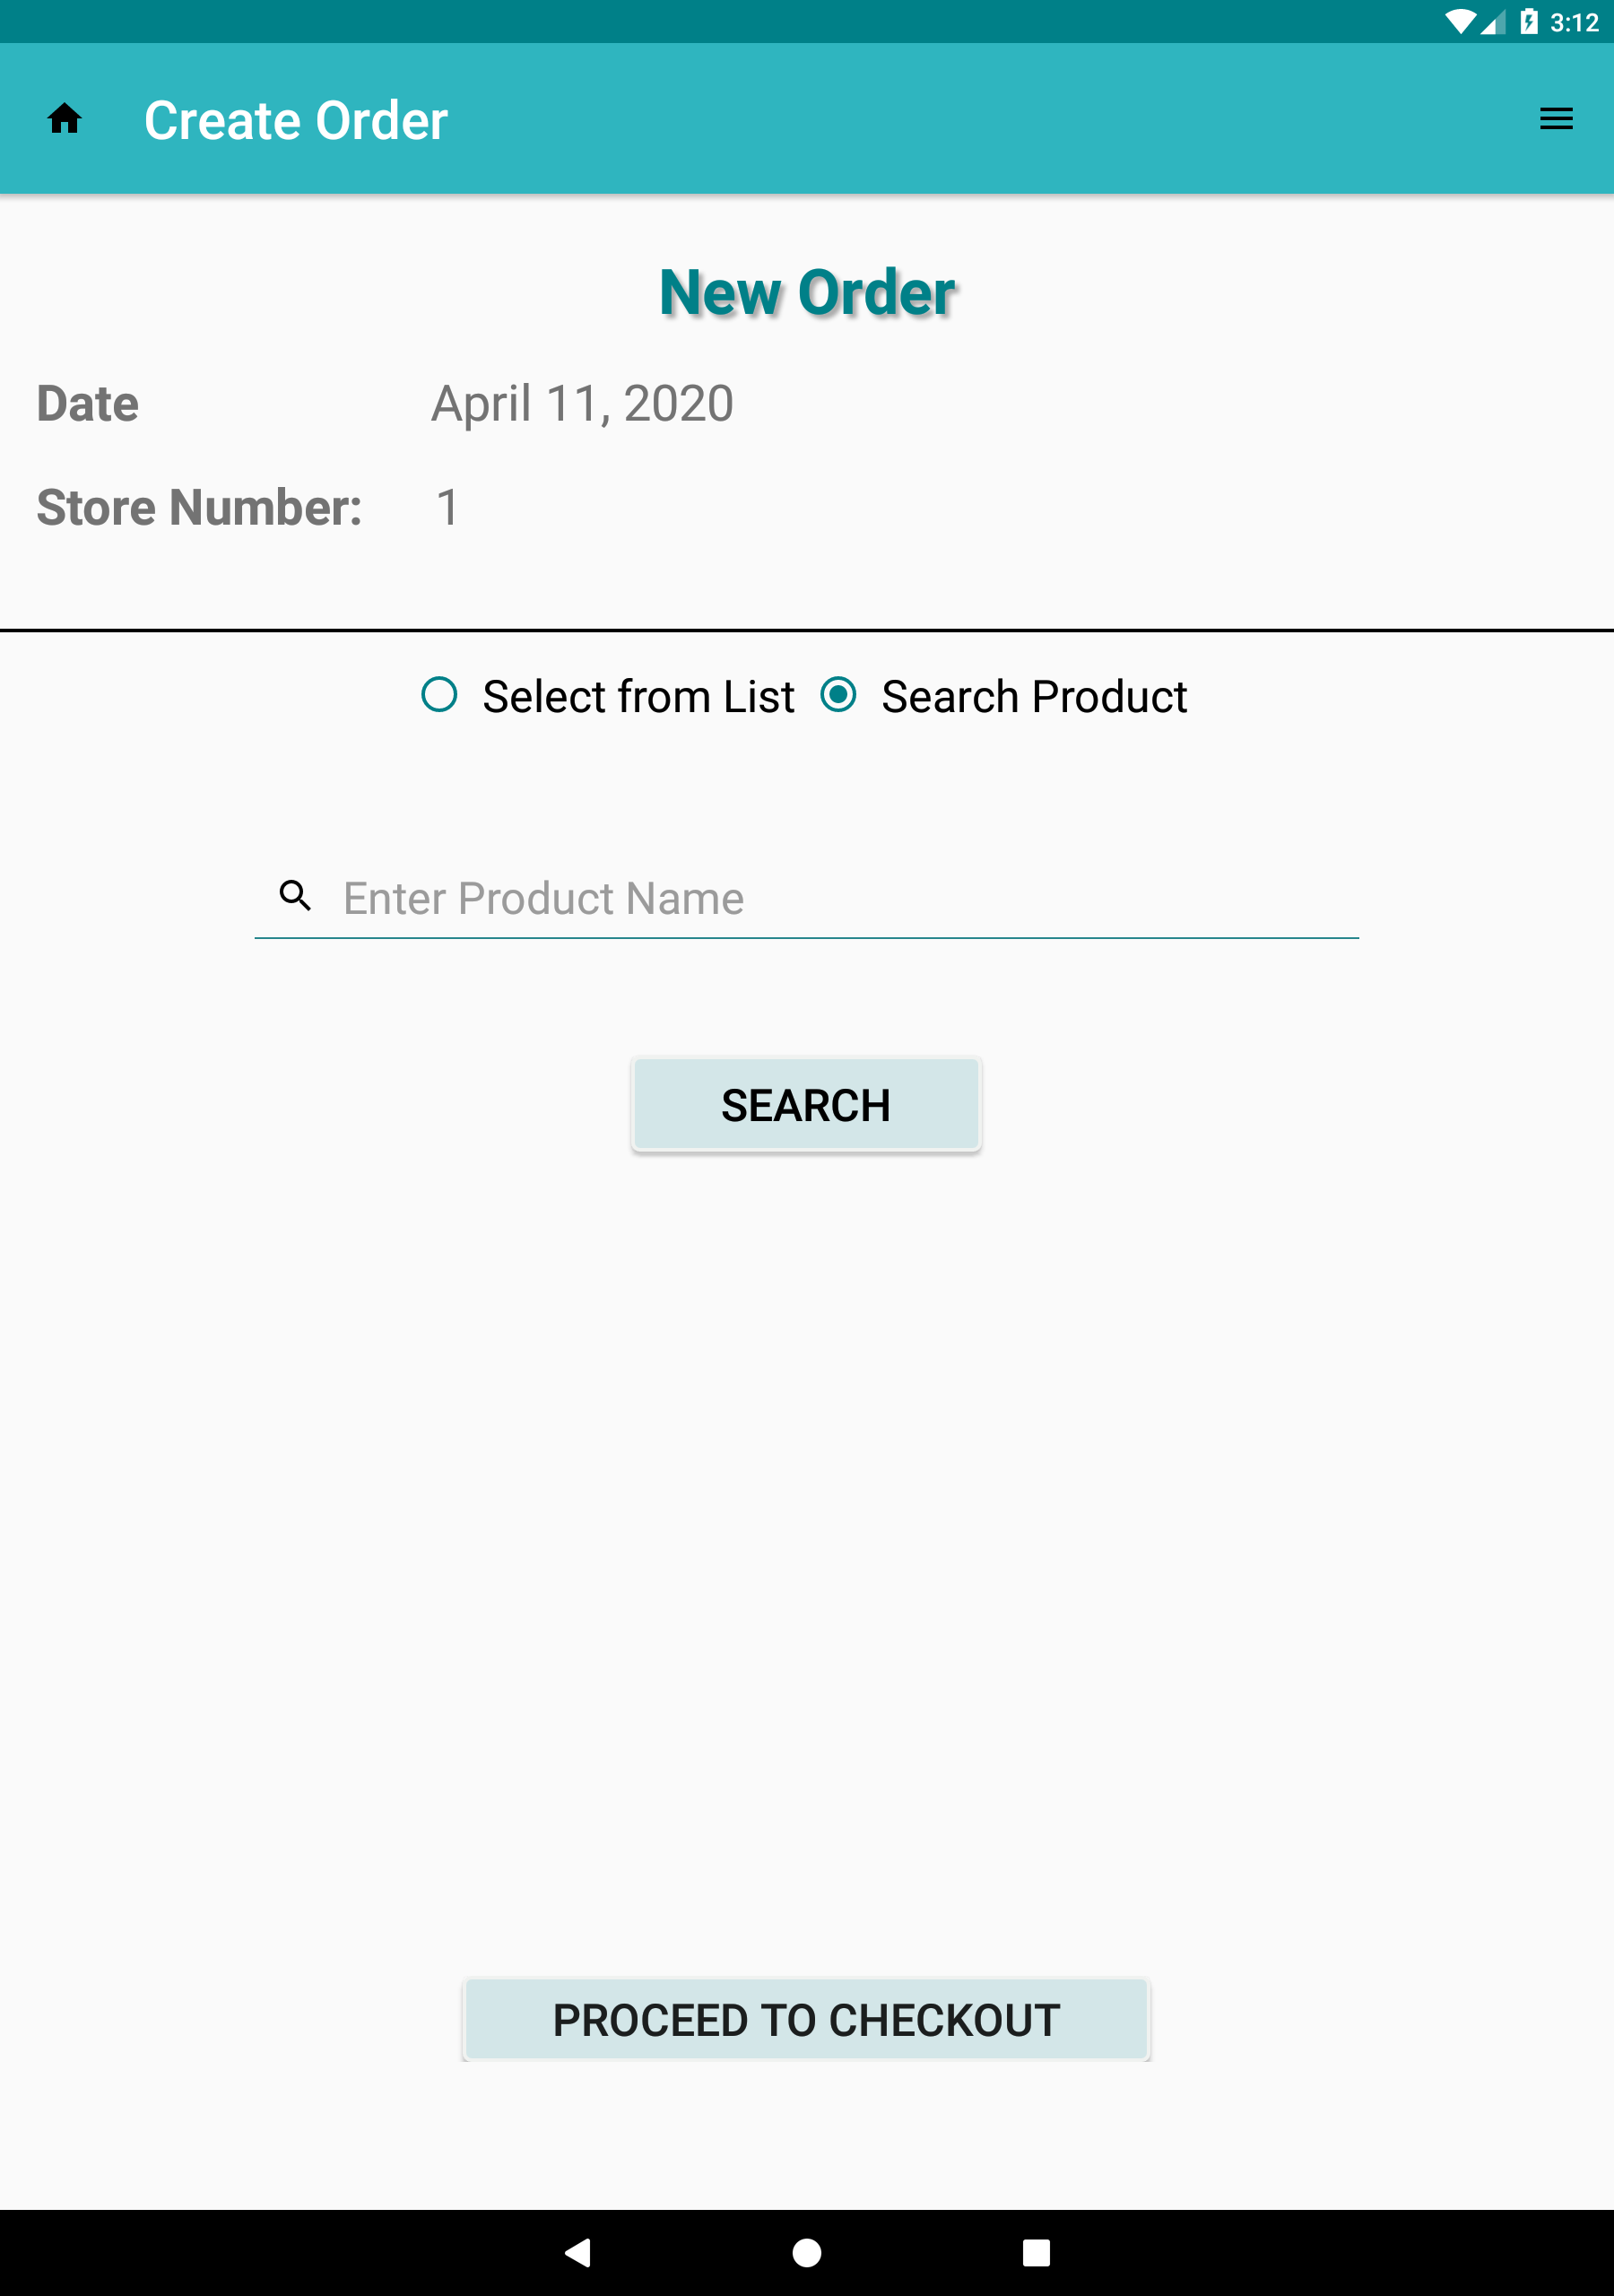 3:12
Create Order
New Order
Date April 11, 2020
Store Number: 1
Select from List Search Product
Enter Product Name
SEARCH
PROCEED TO CHECKOUT